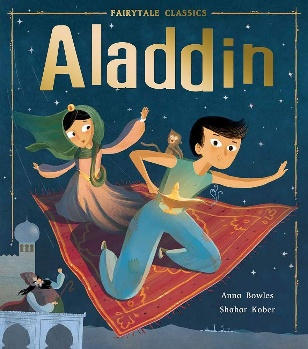 FAIRYTALE CLASSICS
Aladdin
Anna Bowles
Shahar Kober